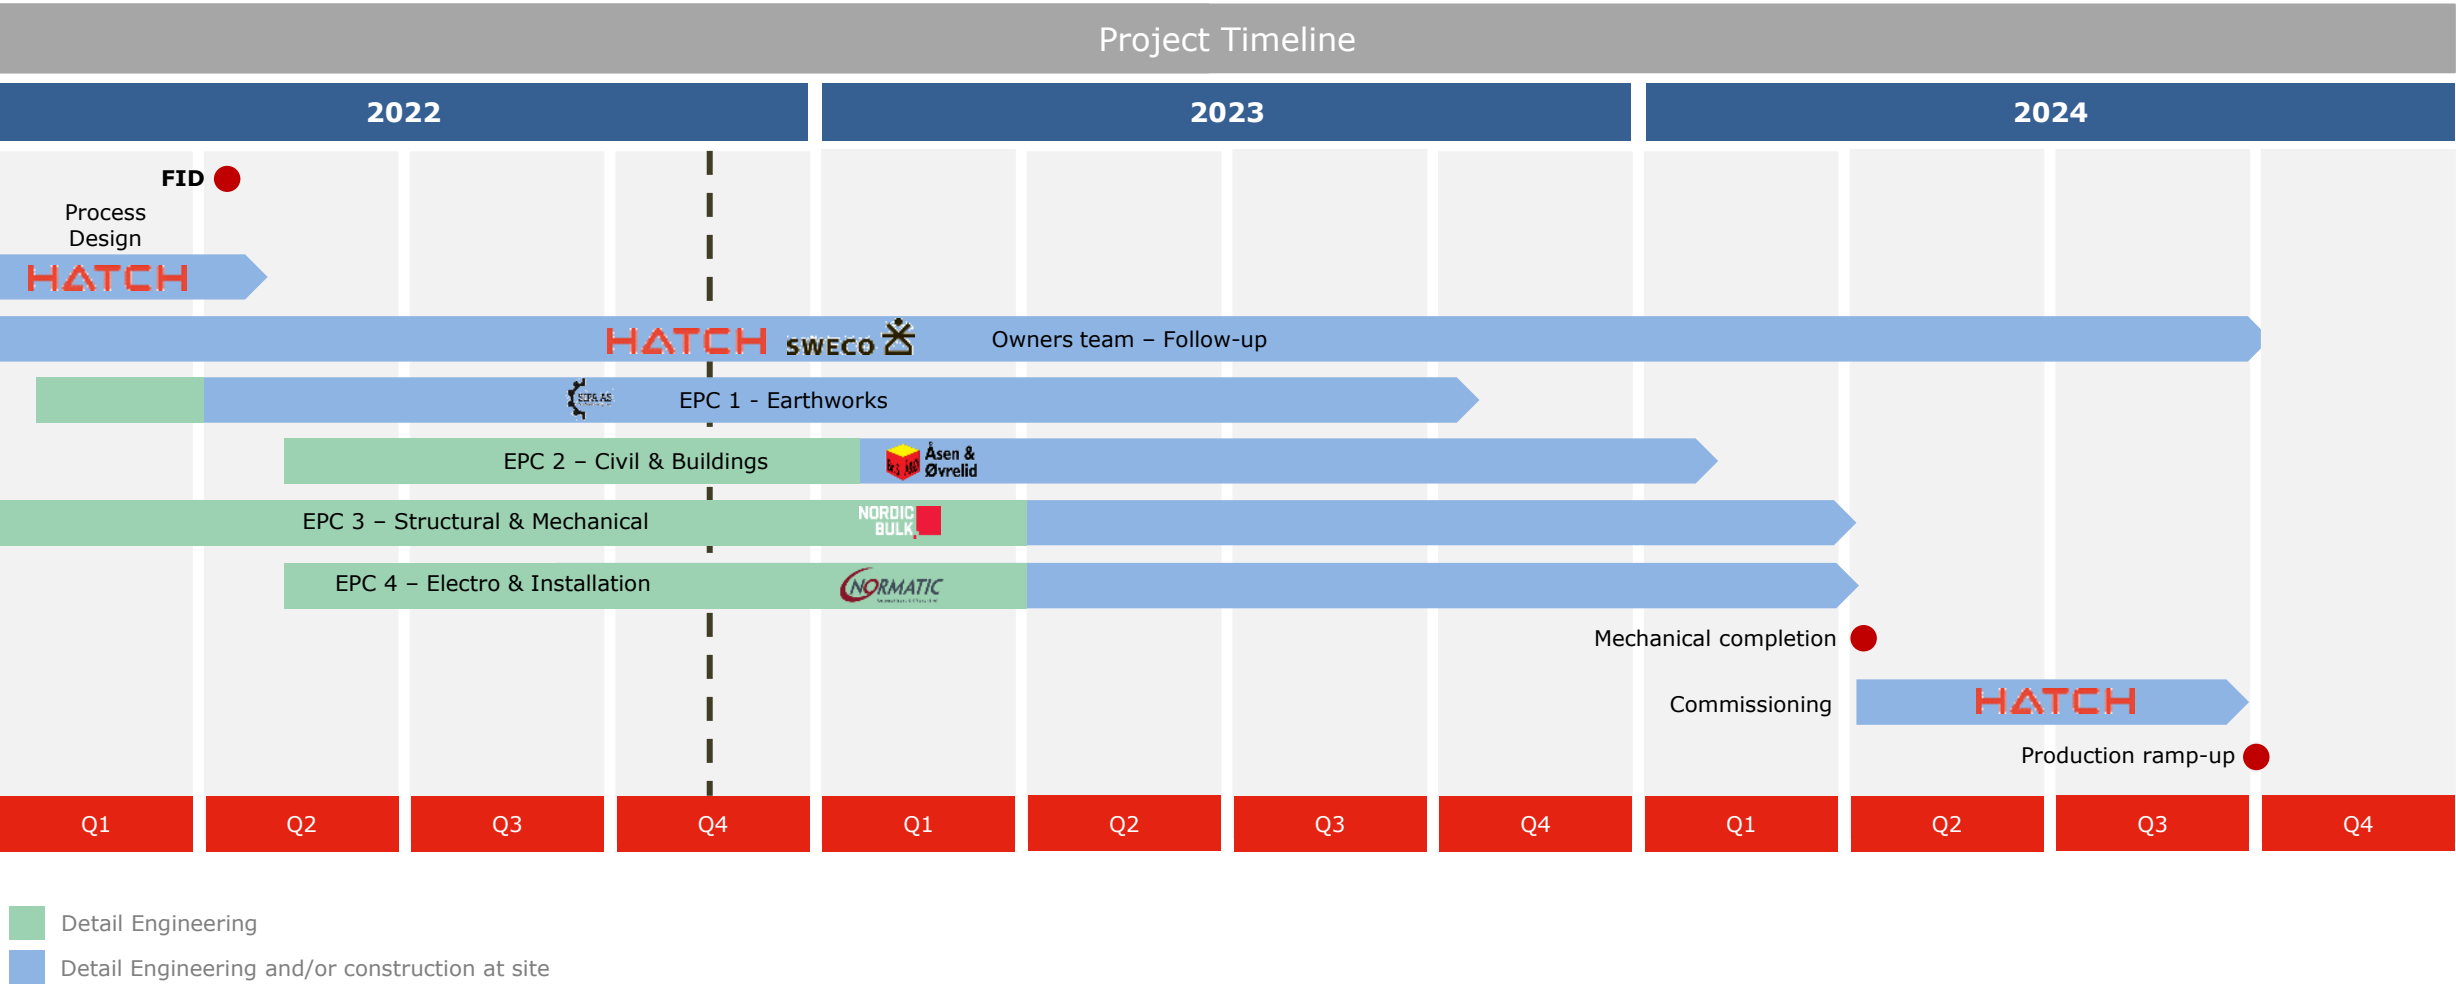 Project Timeline
2022 2023 2024
FID
Process
Design
HATCH
HATCH SWECO Owners team – Follow-up
EPC 1 - Earthworks
EPC 2 – Civil & Buildings
Åsen &
Øvrelid
EPC 3 – Structural & Mechanical
NORDIC
BULK
EPC 4 – Electro & Installation NORMATIC
Mechanical completion
Commissioning HATCH
Production ramp-up
Q1 Q2 Q3 Q4 Q1 Q2 Q3 Q4 Q1 Q2 Q3 Q4
Detail Engineering
Detail Engineering and/or construction at site